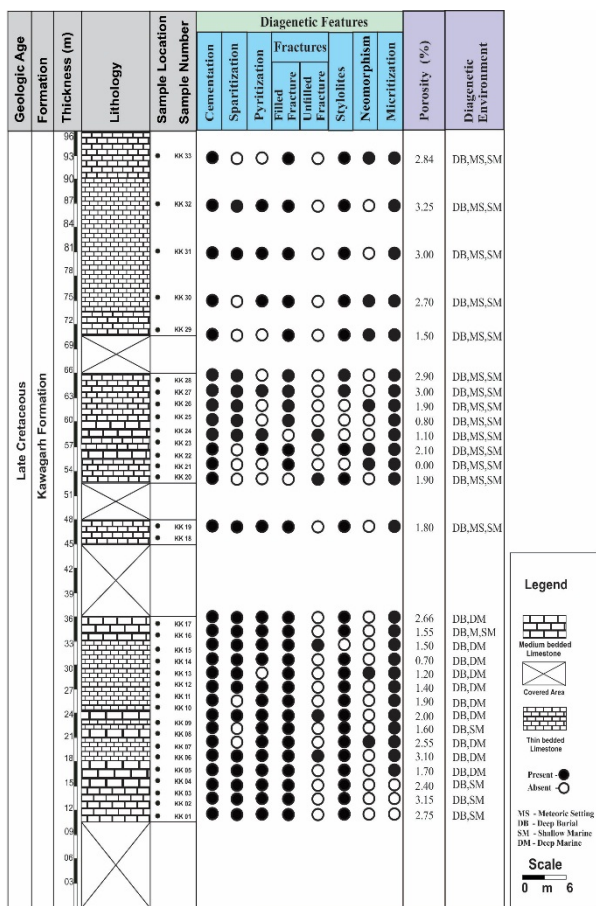 Geologic Age
Formation
Thickness (m)
Lithology
Sample Location
Sample Number
Diagenetic Features
Cementation
Sparitization
Pyritization
Fractures
Filled
Fracture
Unfilled
Fracture
Stylolites
Neomorphism
Micritization
Porosity (%)
Diagenetic
Environment
Late Cretaceous
Kawagarh Formation
96
93
90
87
84
81
78
75
72
69
66
63
60
57
54
51
48
45
42
39
36
33
30
27
24
21
18
15
12
09
06
03
KK 33
KK 32
KK 31
KK 30
KK 29
KK 28
KK 27
KK 26
KK 25
KK 24
KK 23
KK 22
KK 21
KK 20
KK 19
KK 18
KK 17
KK 16
KK 15
KK 14
KK 13
KK 12
KK 11
KK 10
KK 09
KK 08
KK 07
KK 06
KK 05
KK 04
KK 03
KK 02
KK 01
2.84 DB,MS,SM
3.25 DB,MS,SM
3.00 DB,MS,SM
2.70 DB,MS,SM
1.50 DB,MS,SM
2.90 DB,MS,SM
3.00 DB,MS,SM
1.90 DB,MS,SM
0.80 DB,MS,SM
1.10 DB,MS,SM
2.10 DB,MS,SM
0.00 DB,MS,SM
1.90 DB,MS,SM
1.80 DB,MS,SM
2.66 DB,DM
1.55 DB,M,SM
1.50 DB,DM
0.70 DB,DM
1.20 DB,DM
1.40 DB,DM
1.90 DB,DM
2.00 DB,DM
1.60 DB,SM
2.55 DB,DM
3.10 DB,DM
1.70 DB,DM
2.40 DB,SM
3.15 DB,SM
2.75 DB,SM
Legend
Medium bedded
Limestone
Covered Area
Thin bedded
Limestone
Present -
Absent -
MS - Meteoric Setting
DB - Deep Barial
SM - Shallow Marine
DM - Deep Marine
Scale
0 m 6